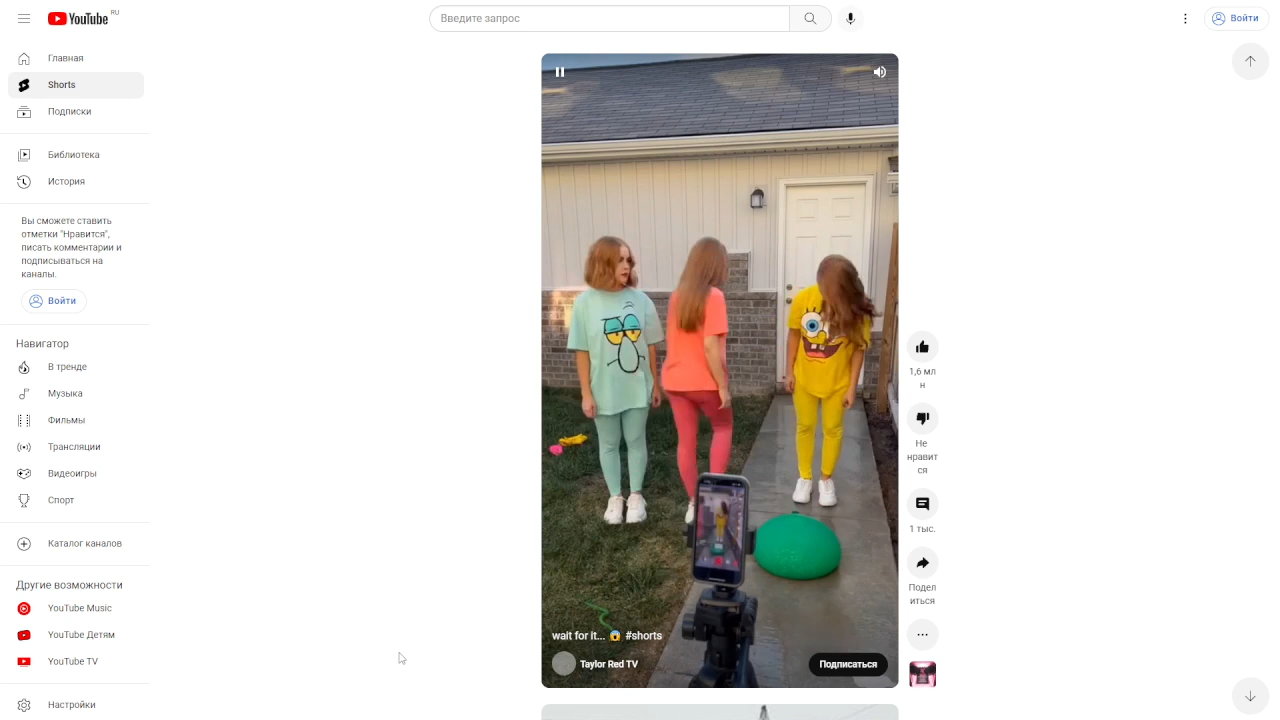 YouTube RU
Введите запрос
Войти
Главная
Shorts
Подписки
Библиотека
История
Вы сможете ставить
отметки "Нравится",
писать комментарии и
подписываться на
каналы.
Войти
Навигатор
В тренде
Музыка
Фильмы
Трансляции
Видеоигры
Спорт
Каталог каналов
Другие возможности
YouTube Music
YouTube Детям
YouTube TV
Настройки
wait for it... 😱 #shorts
Taylor Red TV
Подписаться
1,6 мл
н
Не
нравит
ся
1 тыс.
Подел
иться